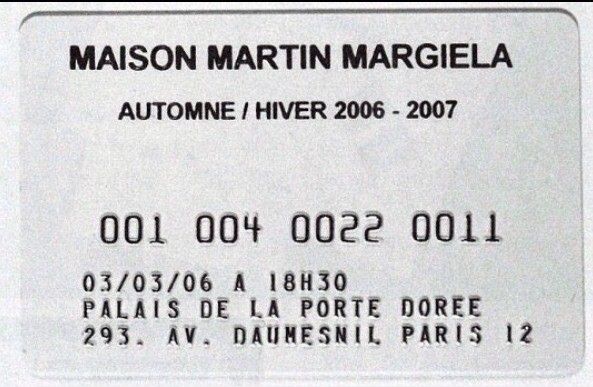 MAISON MARTIN MARGIELA
AUTOMNE / HIVER 2006 - 2007
001 004 0022 0011
03/03/06 A 18H30
PALAIS DE LA PORTE DOREE
293. AV. DAUMESNIL PARIS 12